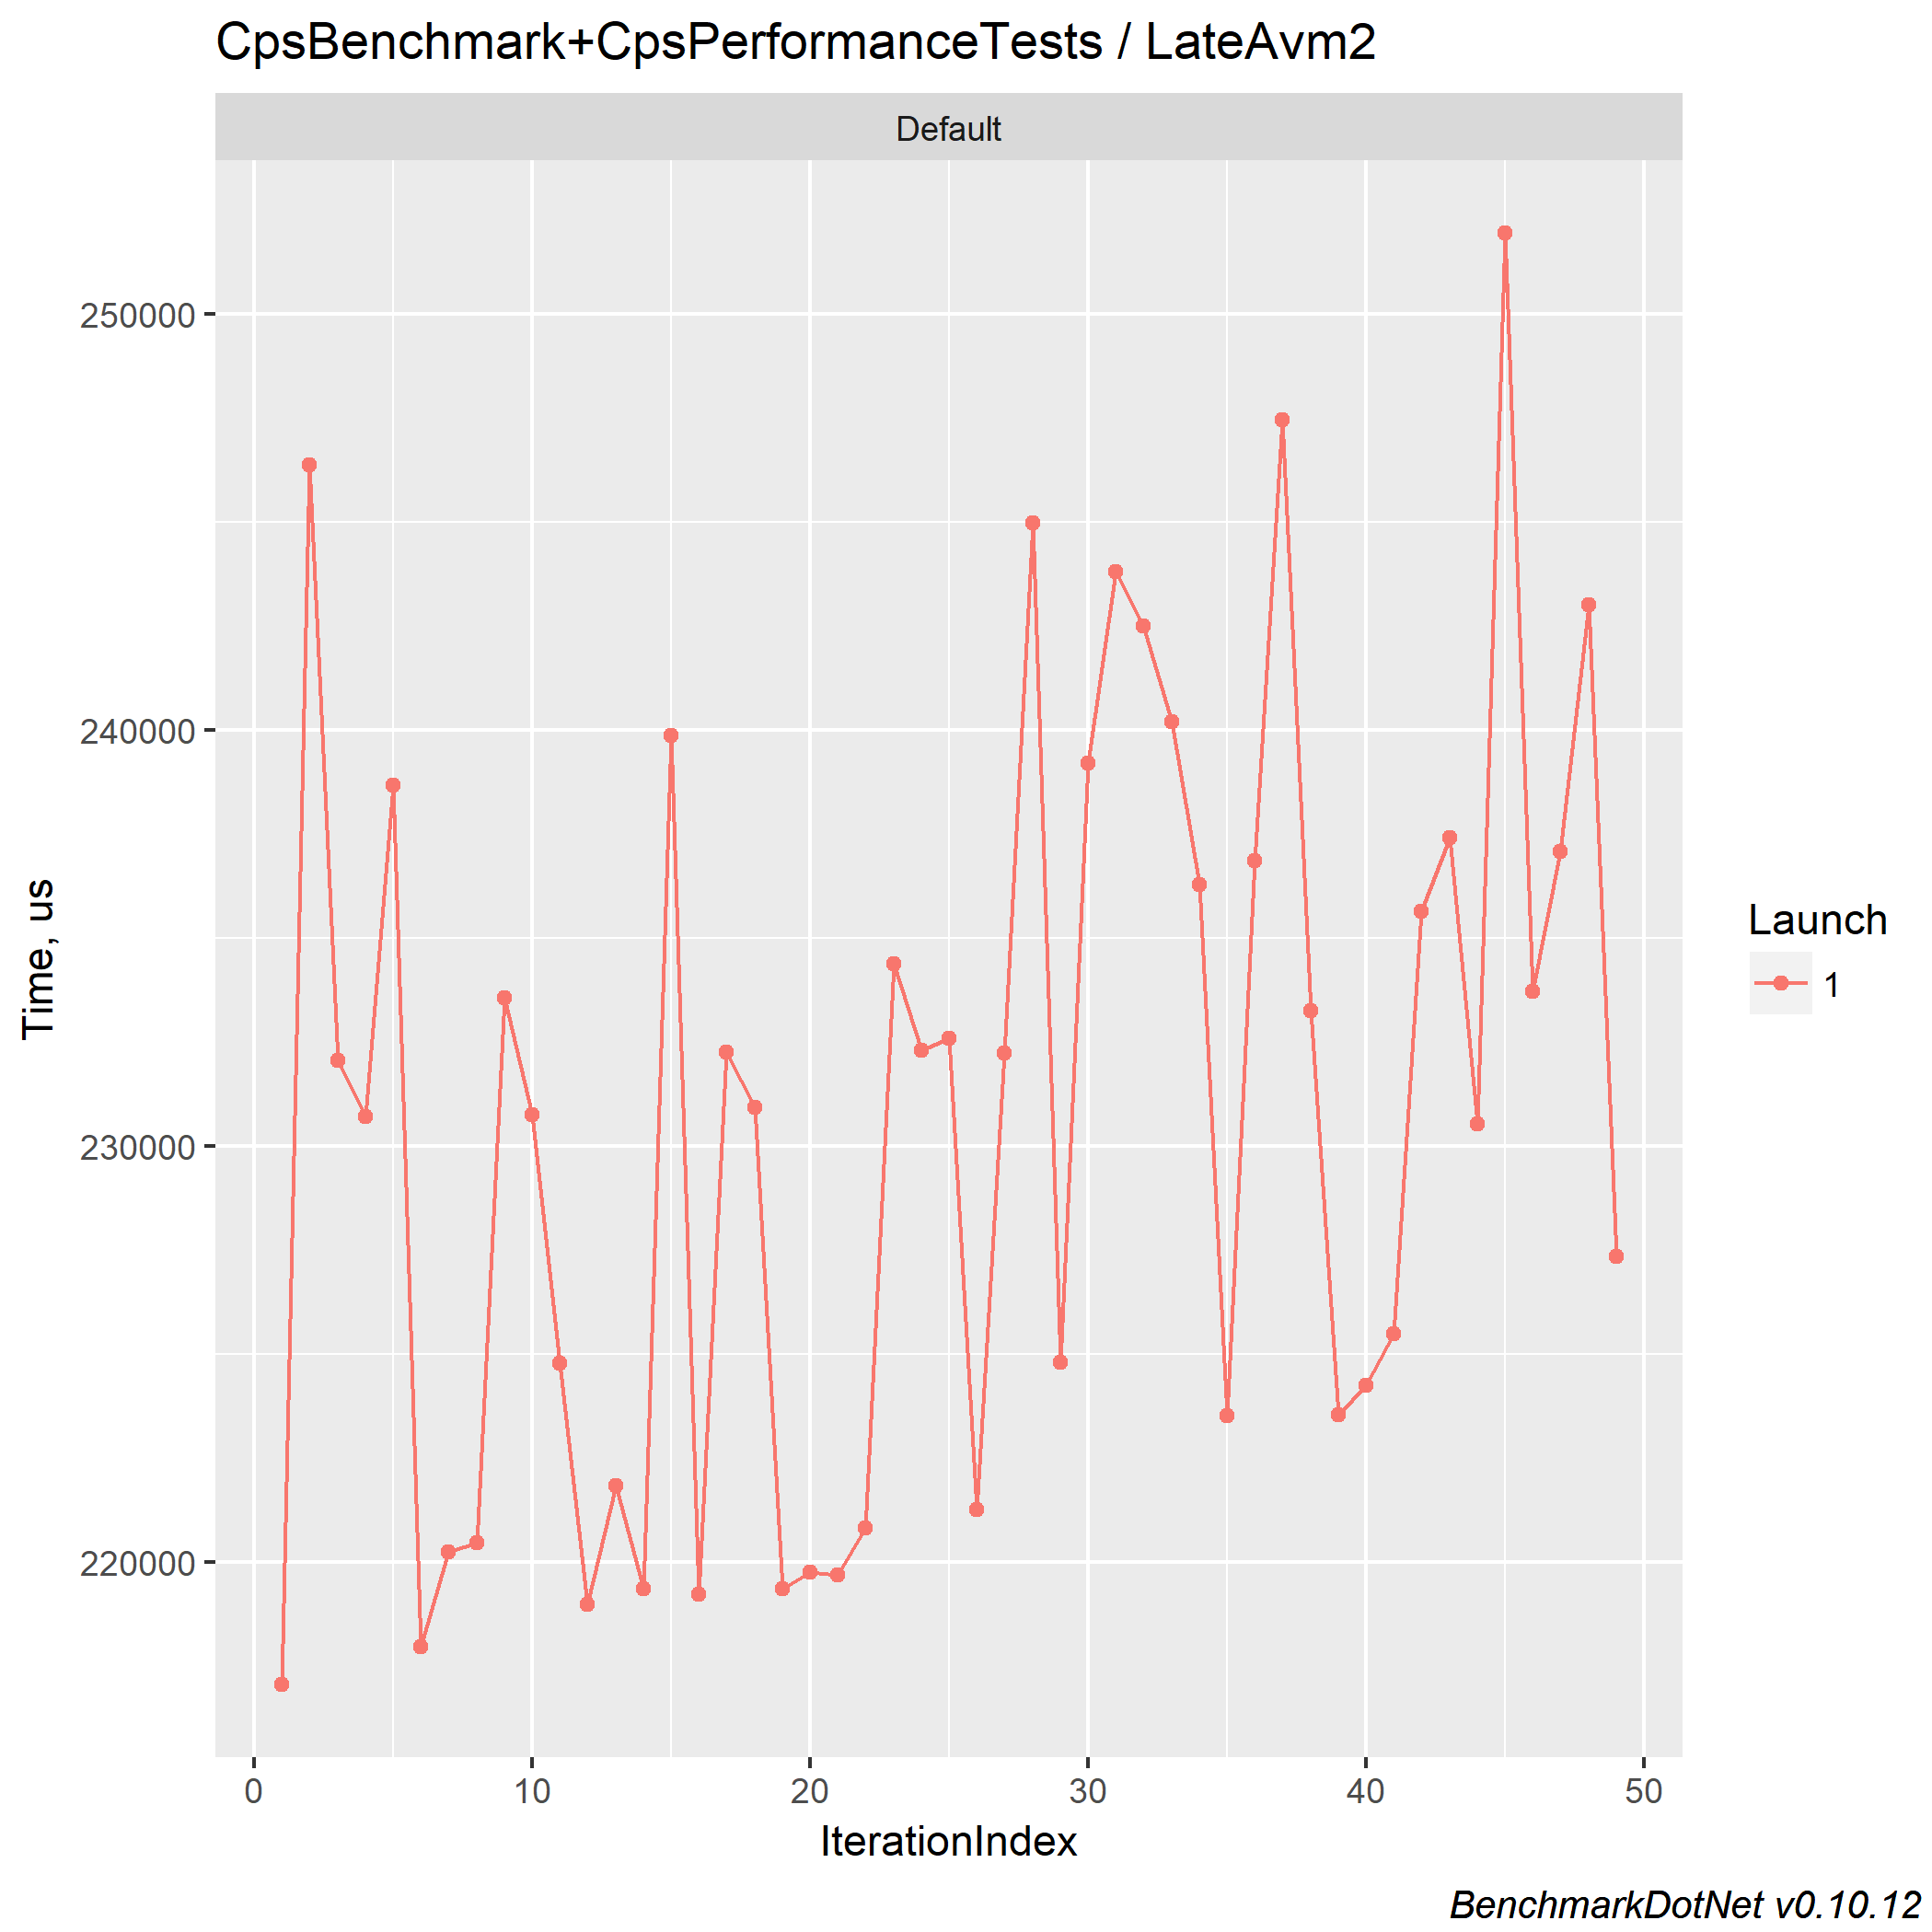 CpsBenchmark+CpsPerformanceTests / LateAvm2
Default
250000
240000
230000
220000
Time, us
0 10 20 30 40 50
IterationIndex
Launch
1
BenchmarkDotNet v0.10.12